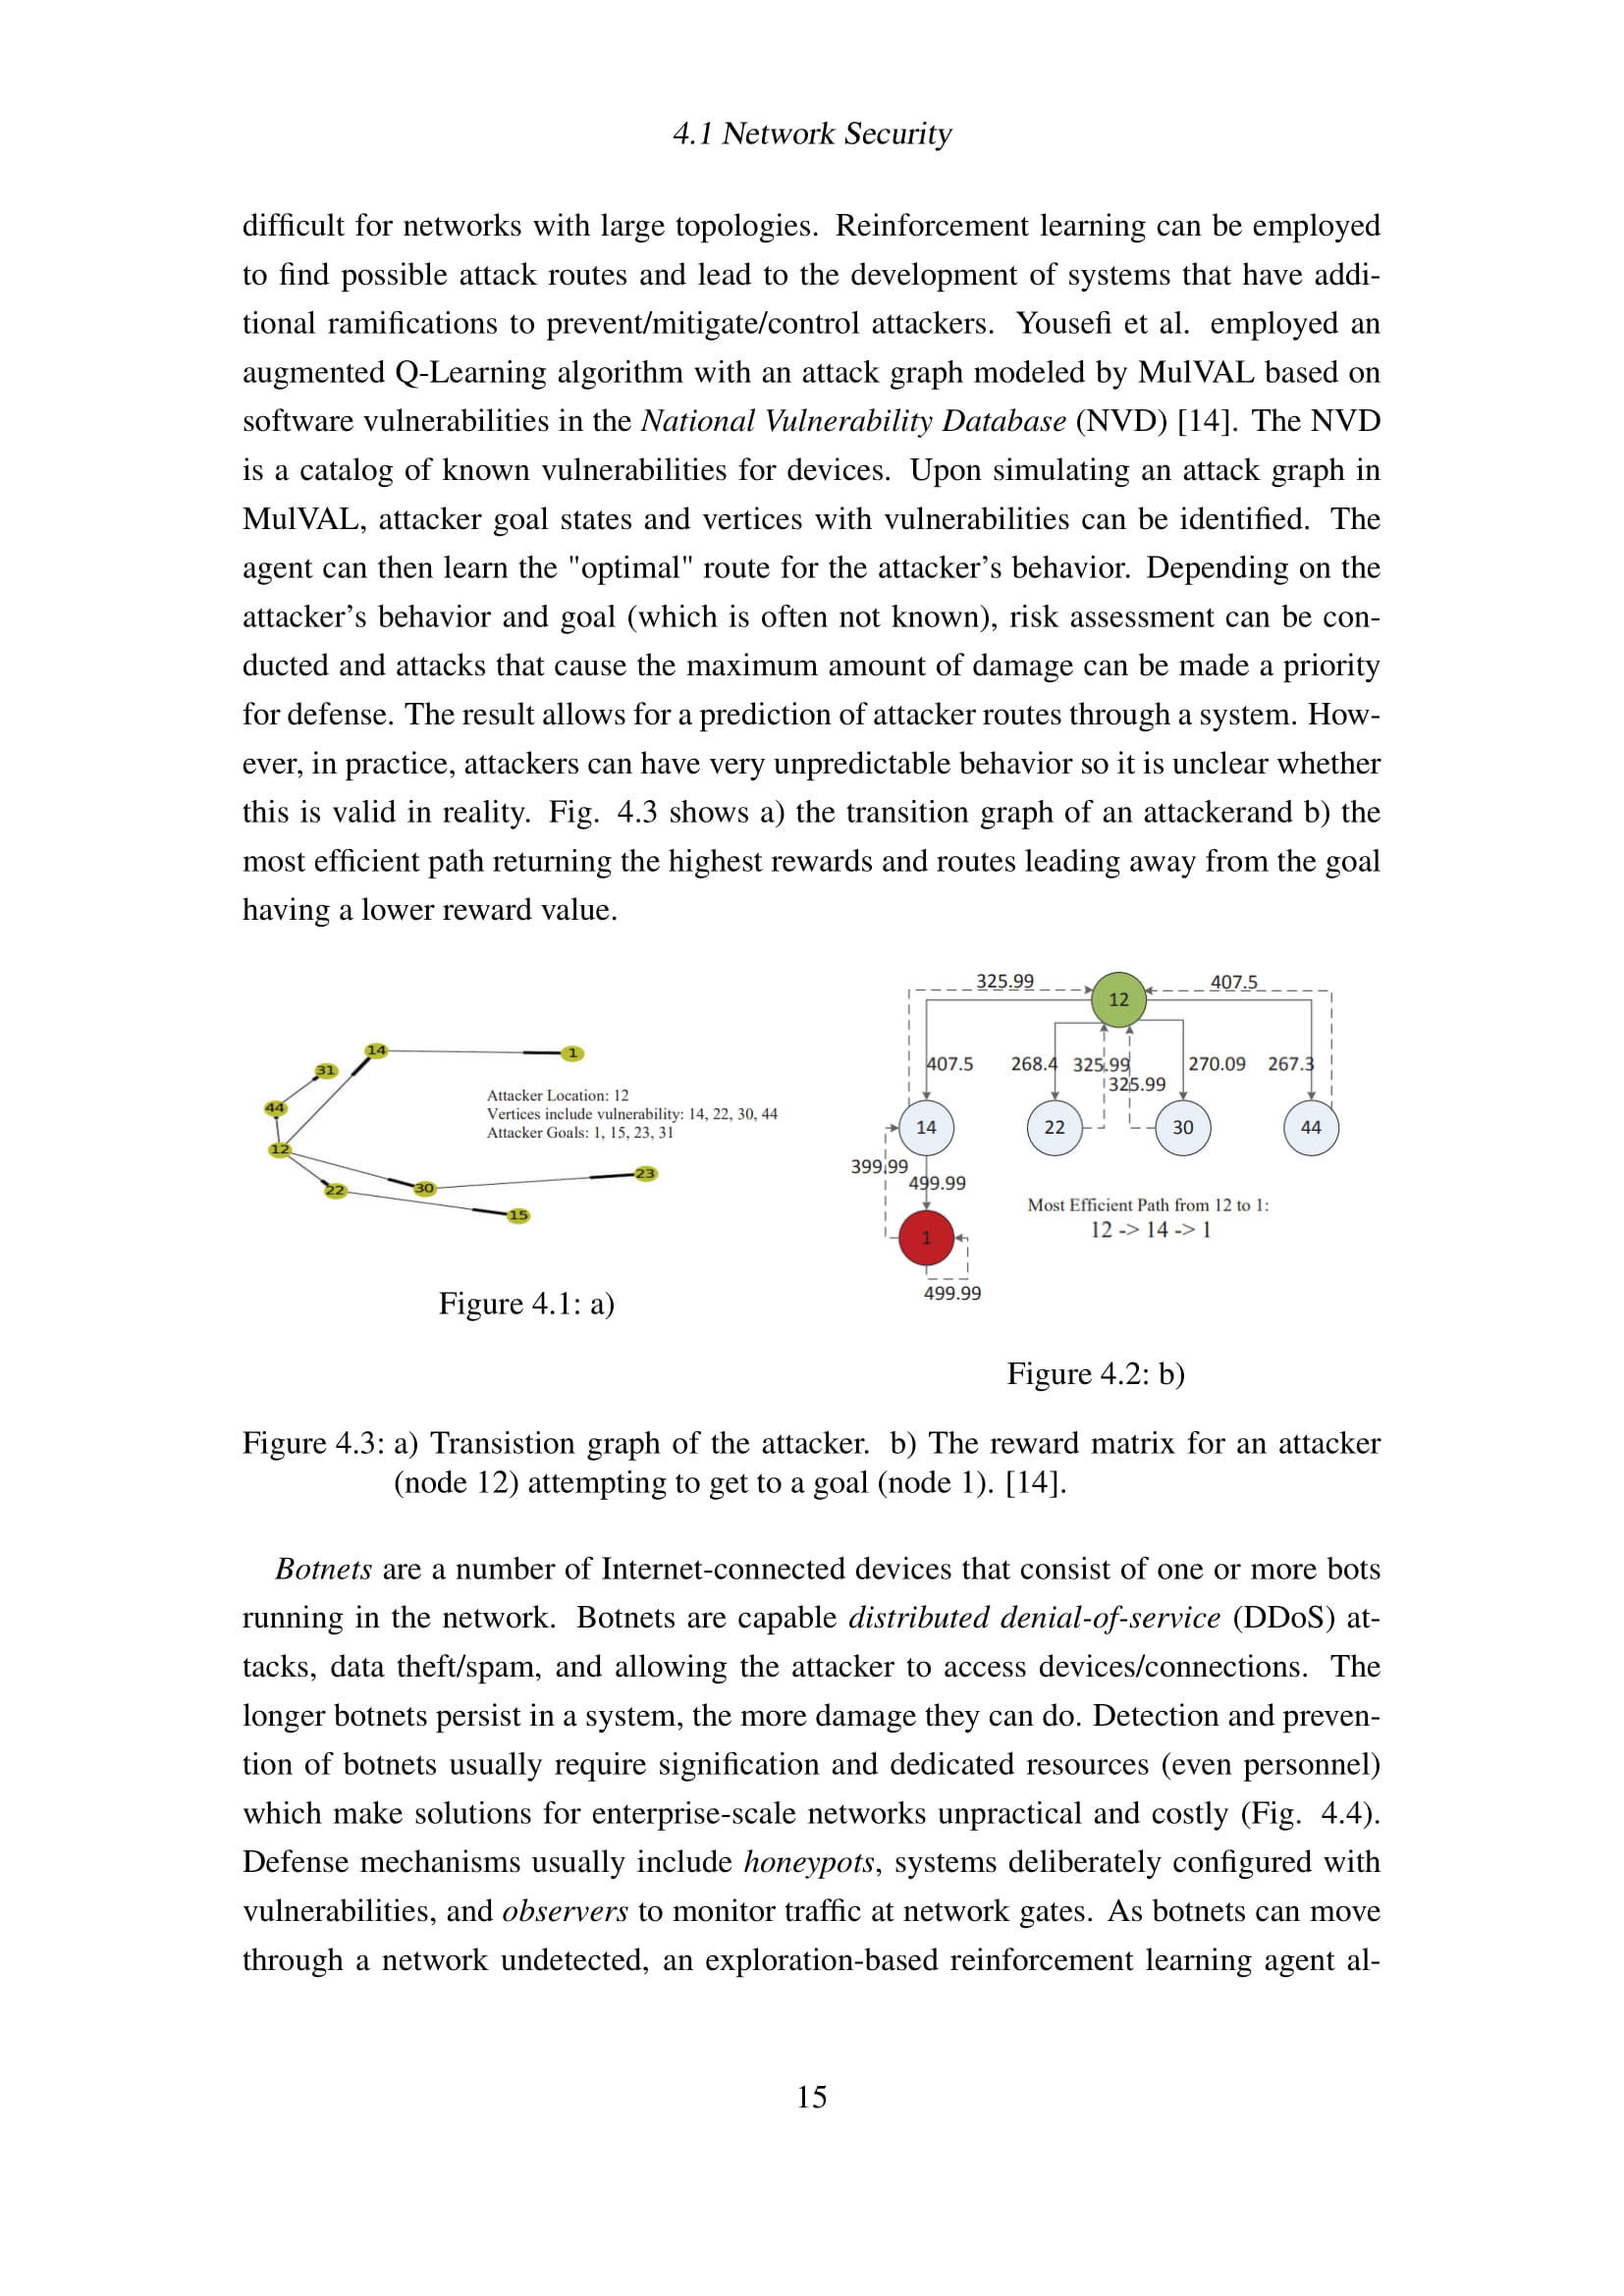 4.1 Network Security
difficult for networks with large topologies. Reinforcement learning can be employed
to find possible attack routes and lead to the development of systems that have addi-
tional ramifications to prevent/mitigate/control attackers. Yousefi et al. employed an
augmented Q-Learning algorithm with an attack graph modeled by MulVAL based on
software vulnerabilities in the National Vulnerability Database (NVD) [14]. The NVD
is a catalog of known vulnerabilities for devices. Upon simulating an attack graph in
MulVAL, attacker goal states and vertices with vulnerabilities can be identified. The
agent can then learn the "optimal" route for the attacker's behavior. Depending on the
attacker's behavior and goal (which is often not known), risk assessment can be con-
ducted and attacks that cause the maximum amount of damage can be made a priority
for defense. The result allows for a prediction of attacker routes through a system. How-
ever, in practice, attackers can have very unpredictable behavior so it is unclear whether
this is valid in reality. Fig. 4.3 shows a) the transition graph of an attackerand b) the
most efficient path returning the highest rewards and routes leading away from the goal
having a lower reward value.
14
1
31
44
12
22
30
23
15
Attacker Location: 12
Vertices include vulnerability: 14, 22, 30, 44
Attacker Goals: 1, 15, 23, 31
Figure 4.1: a)
325.99
12
407.5
407.5
268.4
325.99
325.99
270.09
267.3
14
22
30
44
399.99
499.99
1
499.99
Most Efficient Path from 12 to 1:
12 -> 14 -> 1
Figure 4.2: b)
Figure 4.3: a) Transistion graph of the attacker. b) The reward matrix for an attacker
(node 12) attempting to get to a goal (node 1). [14].
Botnets are a number of Internet-connected devices that consist of one or more bots
running in the network. Botnets are capable distributed denial-of-service (DDoS) at-
tacks, data theft/spam, and allowing the attacker to access devices/connections. The
longer botnets persist in a system, the more damage they can do. Detection and preven-
tion of botnets usually require signification and dedicated resources (even personnel)
which make solutions for enterprise-scale networks unpractical and costly (Fig. 4.4).
Defense mechanisms usually include honeypots, systems deliberately configured with
vulnerabilities, and observers to monitor traffic at network gates. As botnets can move
through a network undetected, an exploration-based reinforcement learning agent al-
15